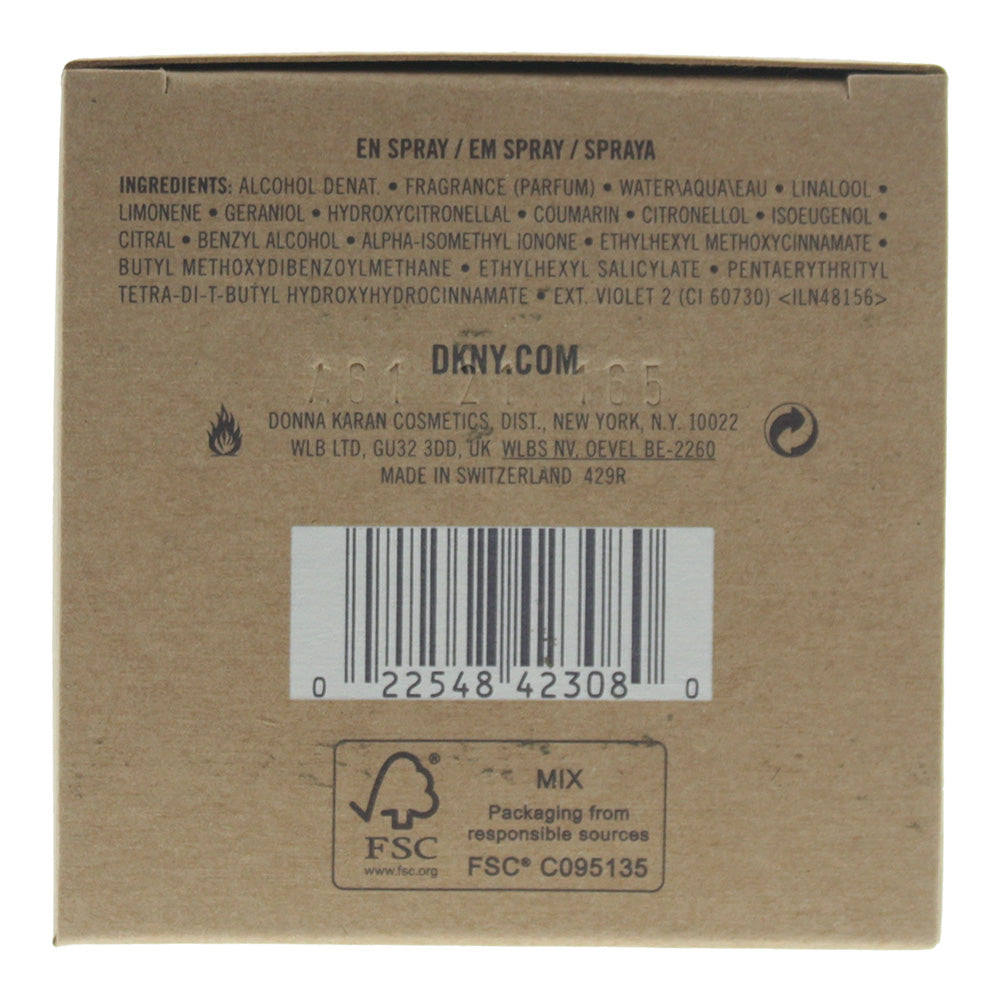 EN SPRAY / EM SPRAY / SPRAYA
INGREDIENTS: ALCOHOL DENAT. • FRAGRANCE (PARFUM) • WATER\AQUA\EAU • LINALOOL •
LIMONENE • GERANIOL • HYDROXYCITRONELLAL • COUMARIN • CITRONELLOL • ISOEUGENOL •
CITRAL • BENZYL ALCOHOL • ALPHA-ISOMETHYL IONONE • ETHYLHEXYL METHOXYCINNAMATE •
BUTYL METHOXYDIBENZOYLMETHANE • ETHYLHEXYL SALICYLATE • PENTAERYTHRITYL
TETRA-DI-T-BUTYL HYDROXYHYDROCINNAMATE • EXT. VIOLET 2 (CI 60730) <ILN48156>
DKNY.COM
A61 21 165
DONNA KARAN COSMETICS, DIST., NEW YORK, N.Y. 10022
WLB LTD, GU32 3DD, UK WLBS NV, OEVEL BE-2260
MADE IN SWITZERLAND 429R
0 22548 42308 0
FSC®
www.fsc.org
MIX
Packaging from
responsible sources
FSC® C095135